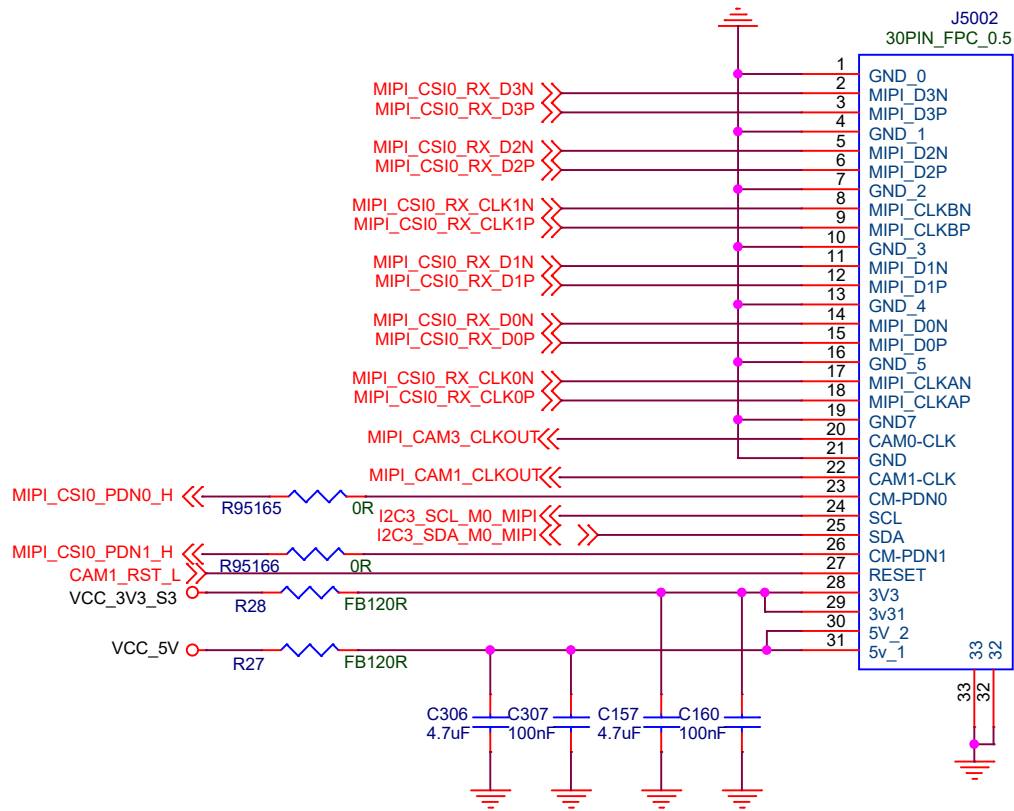 J5002
30PIN_FPC_0.5
1 GND_0
MIPI_CSI0_RX_D3N 2 MIPI_D3N
MIPI_CSI0_RX_D3P 3 MIPI_D3P
4 GND_1
MIPI_CSI0_RX_D2N 5 MIPI_D2N
MIPI_CSI0_RX_D2P 6 MIPI_D2P
7 GND_2
MIPI_CSI0_RX_CLK1N 8 MIPI_CLKBN
MIPI_CSI0_RX_CLK1P 9 MIPI_CLKBP
10 GND_3
MIPI_CSI0_RX_D1N 11 MIPI_D1N
MIPI_CSI0_RX_D1P 12 MIPI_D1P
13 GND_4
MIPI_CSI0_RX_D0N 14 MIPI_D0N
MIPI_CSI0_RX_D0P 15 MIPI_D0P
16 GND_5
MIPI_CSI0_RX_CLK0N 17 MIPI_CLKAN
MIPI_CSI0_RX_CLK0P 18 MIPI_CLKAP
19 GND7
MIPI_CAM3_CLKOUT 20 CAM0-CLK
21 GND
MIPI_CAM1_CLKOUT 22 CAM1-CLK
MIPI_CSI0_PDN0_H R95165 0R 23 CM-PDN0
I2C3_SCL_M0_MIPI 24 SCL
I2C3_SDA_M0_MIPI 25 SDA
MIPI_CSI0_PDN1_H R95166 0R 26 CM-PDN1
CAM1_RST_L 27 RESET
VCC_3V3_S3 R28 FB120R 28 3V3
29 3v31
30 5V_2
VCC_5V R27 FB120R 31 5v_1
33 32
33 32
C306 C307 C157 C160
4.7uF 100nF 4.7uF 100nF